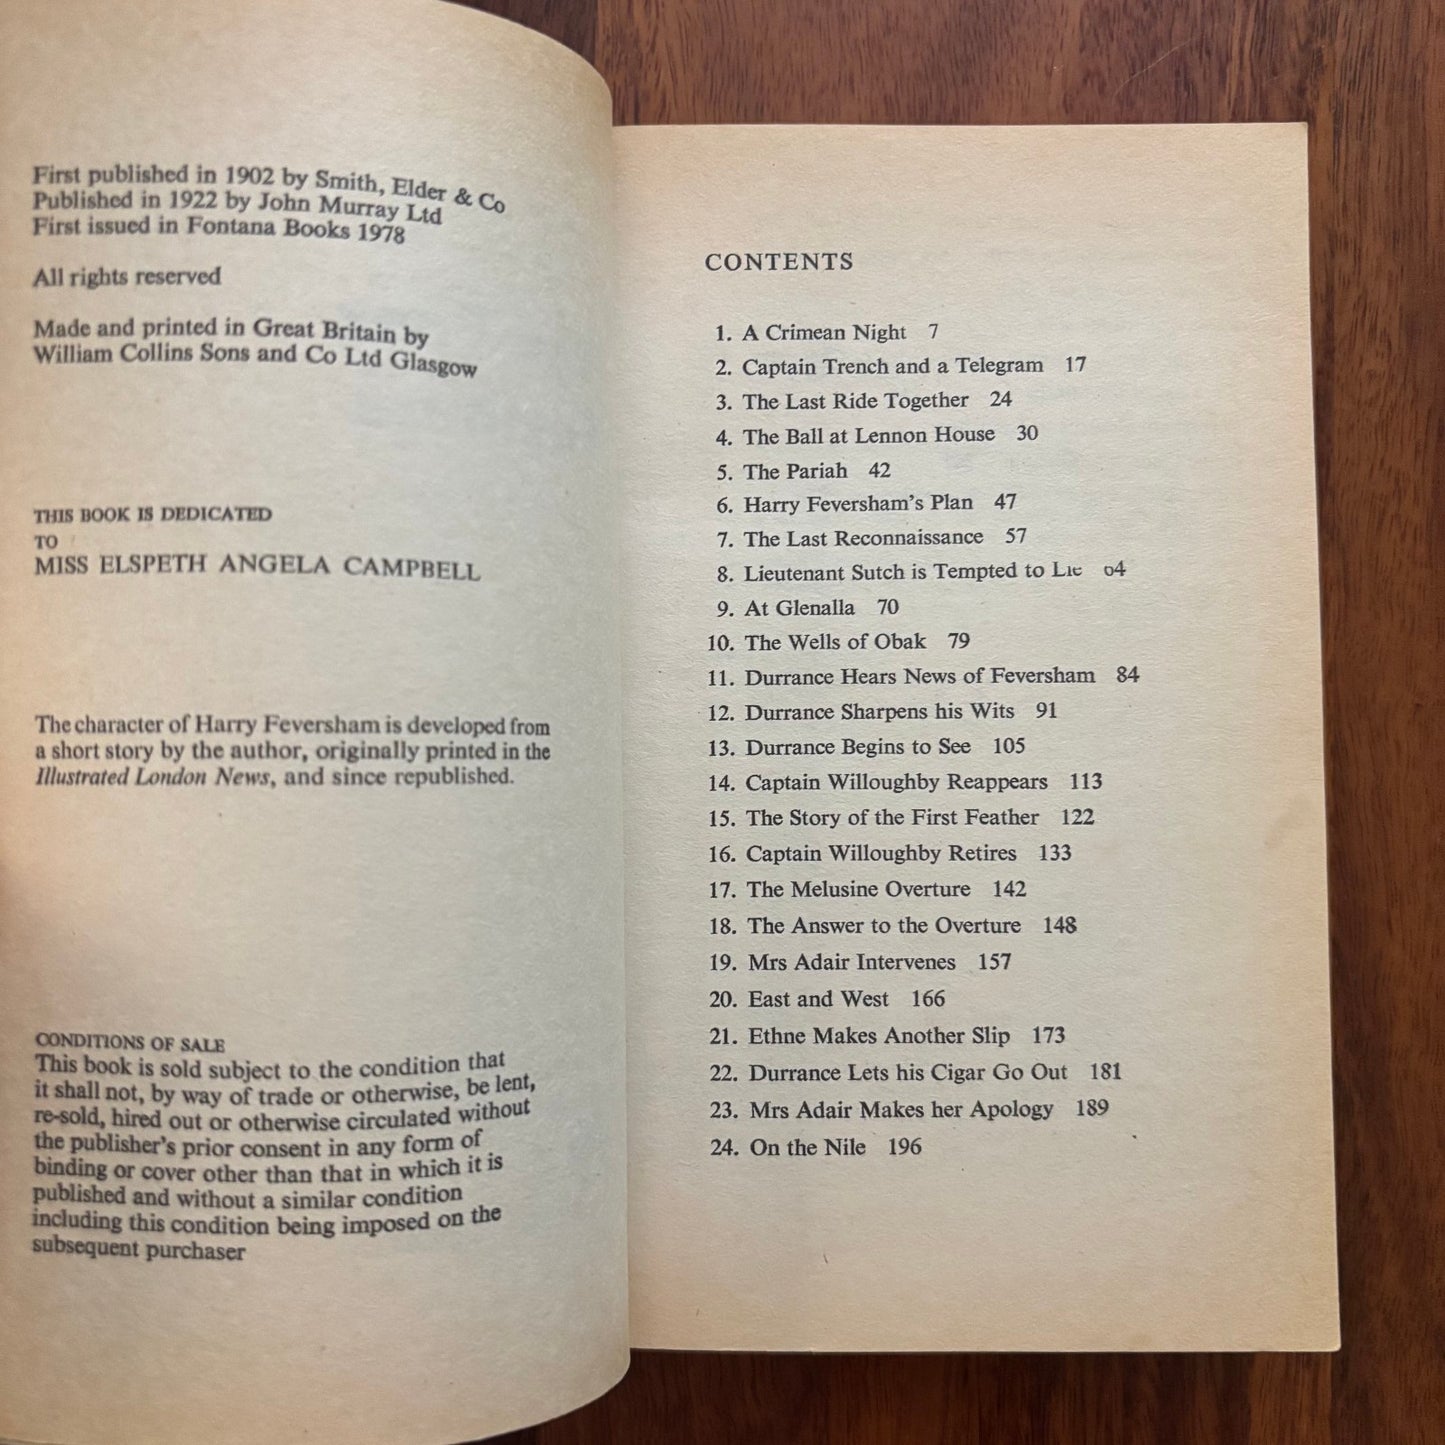 First published in 1902 by Smith, Elder & Co
Published in 1922 by John Murray Ltd
First issued in Fontana Books 1978
All rights reserved
Made and printed in Great Britain by
William Collins Sons and Co Ltd Glasgow
THIS BOOK IS DEDICATED
TO
MISS ELSPETH ANGELA CAMPBELL
The character of Harry Feversham is developed from
a short story by the author, originally printed in the
Illustrated London News, and since republished.
CONDITIONS OF SALE
This book is sold subject to the condition that
it shall not, by way of trade or otherwise, be lent,
re-sold, hired out or otherwise circulated without
the publisher's prior consent in any form of
binding or cover other than that in which it is
published and without a similar condition
including this condition being imposed on the
subsequent purchaser
CONTENTS
1. A Crimean Night 7
2. Captain Trench and a Telegram 17
3. The Last Ride Together 24
4. The Ball at Lennon House 30
5. The Pariah 42
6. Harry Feversham's Plan 47
7. The Last Reconnaissance 57
8. Lieutenant Sutch is Tempted to Lie 64
9. At Glenalla 70
10. The Wells of Obak 79
11. Durrance Hears News of Feversham 84
12. Durrance Sharpens his Wits 91
13. Durrance Begins to See 105
14. Captain Willoughby Reappears 113
15. The Story of the First Feather 122
16. Captain Willoughby Retires 133
17. The Melusine Overture 142
18. The Answer to the Overture 148
19. Mrs Adair Intervenes 157
20. East and West 166
21. Ethne Makes Another Slip 173
22. Durrance Lets his Cigar Go Out 181
23. Mrs Adair Makes her Apology 189
24. On the Nile 196